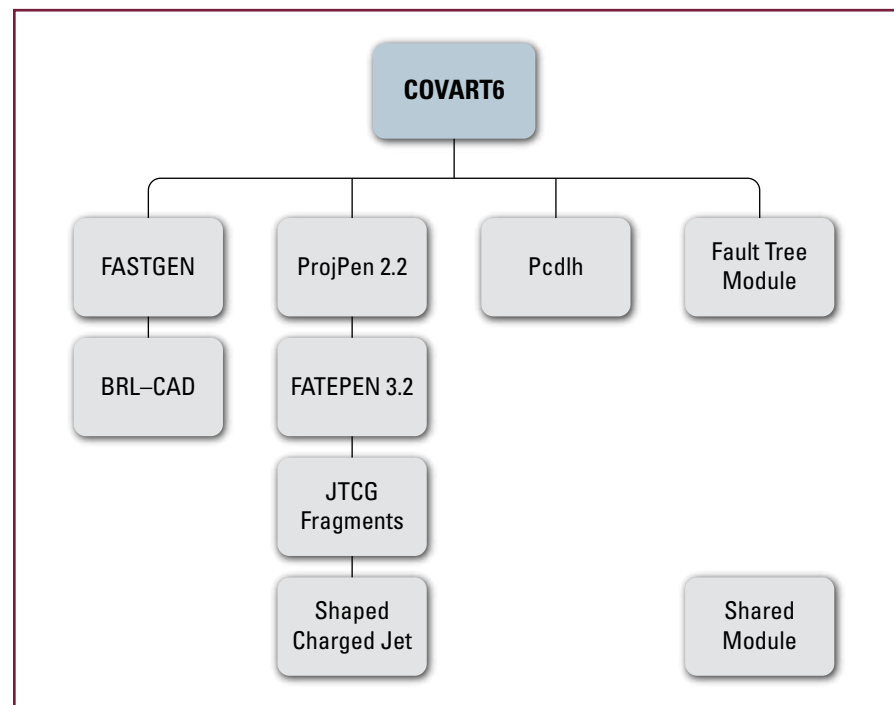 COVART6
FASTGEN
ProjPen 2.2
Pcdlh
Fault Tree
Module
BRL–CAD
FATEPEN 3.2
JTCG
Fragments
Shaped
Charged Jet
Shared
Module